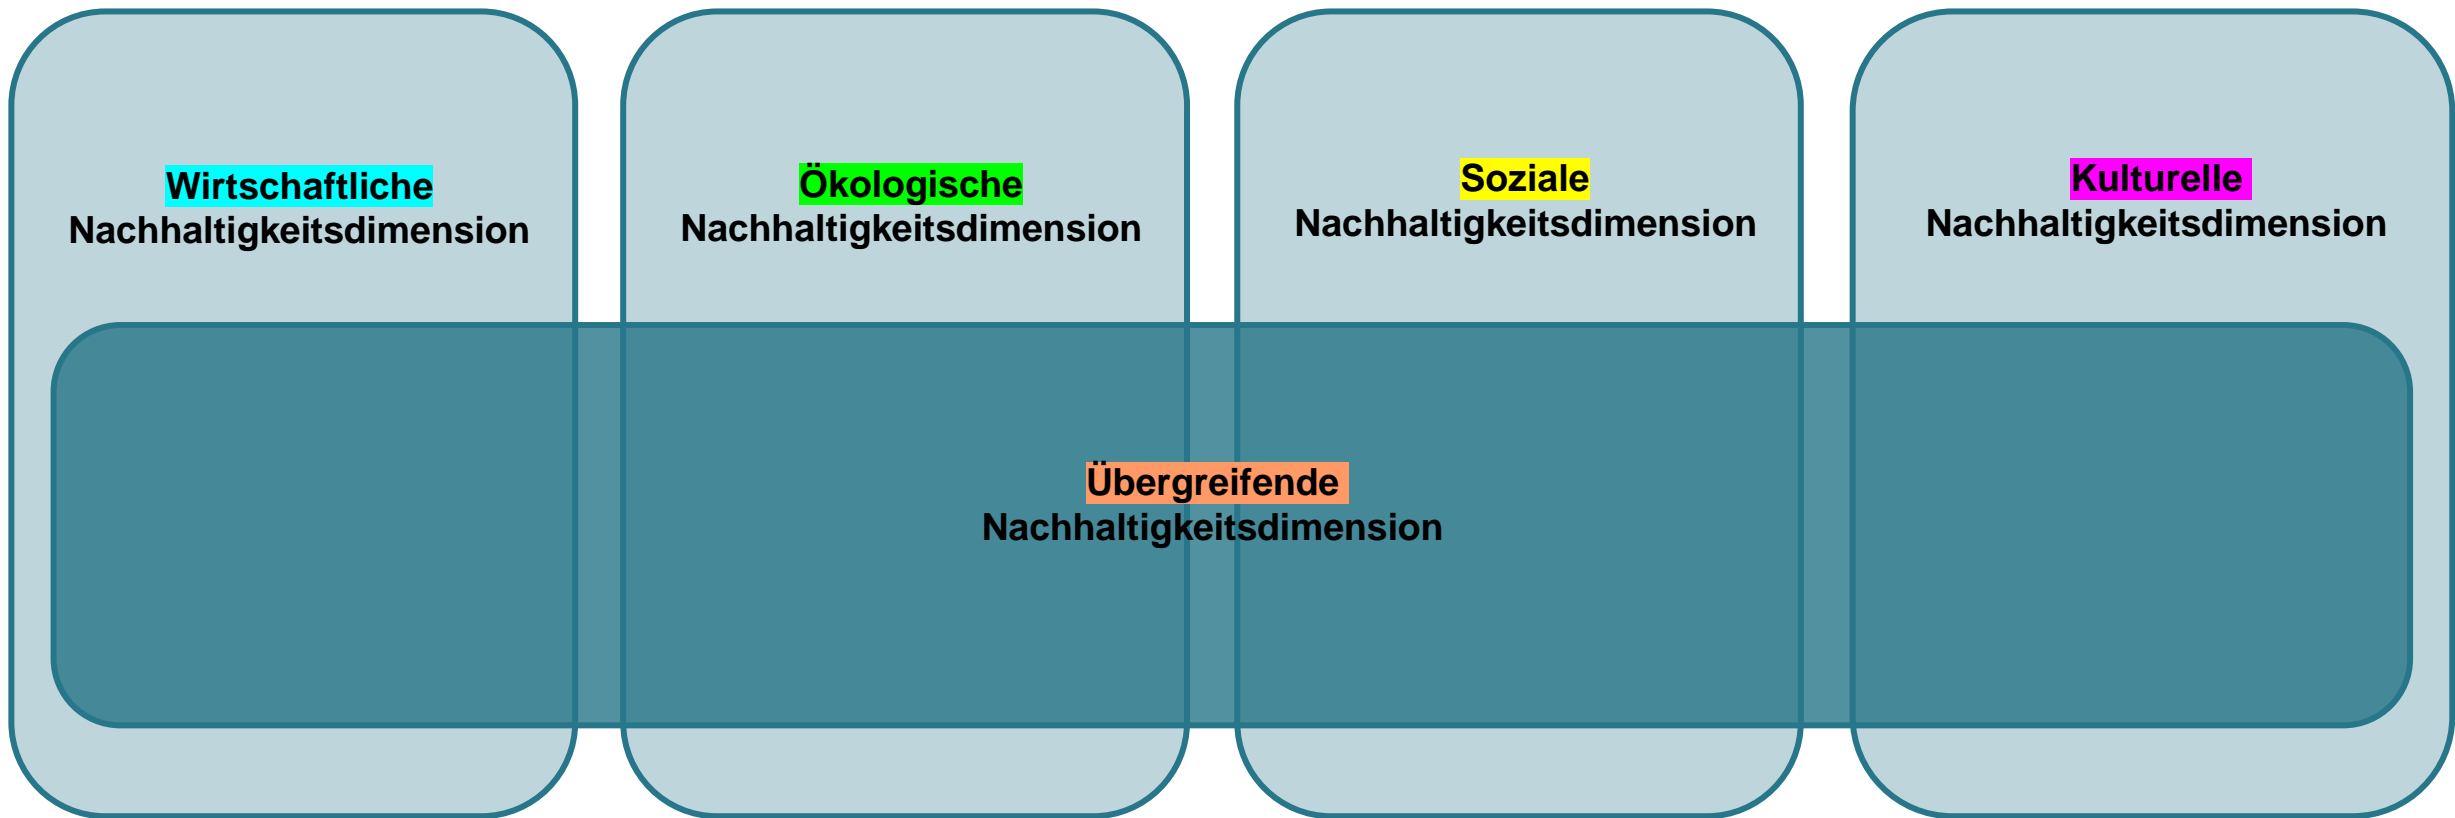 Wirtschaftliche
Nachhaltigkeitsdimension
Ökologische
Nachhaltigkeitsdimension
Soziale
Nachhaltigkeitsdimension
Kulturelle
Nachhaltigkeitsdimension
Übergreifende
Nachhaltigkeitsdimension